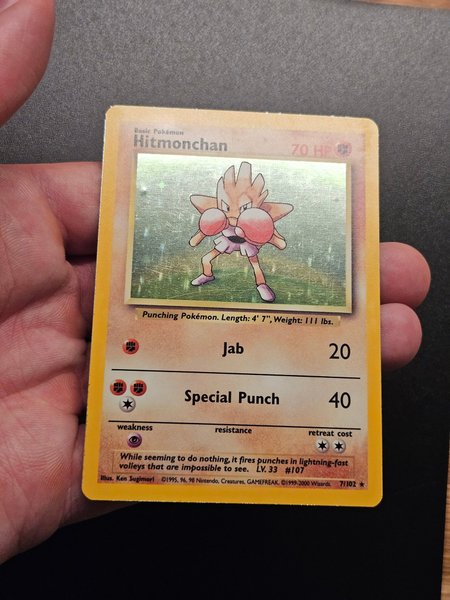 Basic Pokémon
Hitmonchan 70 HP
Punching Pokémon. Length: 4' 7", Weight: 111 lbs.
Jab 20
Special Punch 40
weakness resistance retreat cost
While seeming to do nothing, it fires punches in lightning-fast
volleys that are impossible to see. LV. 33 #107
Illus. Ken Sugimori ©1995, 96, 98 Nintendo, Creatures, GAMEFREAK. ©1999-2000 Wizards. 7/102 ★